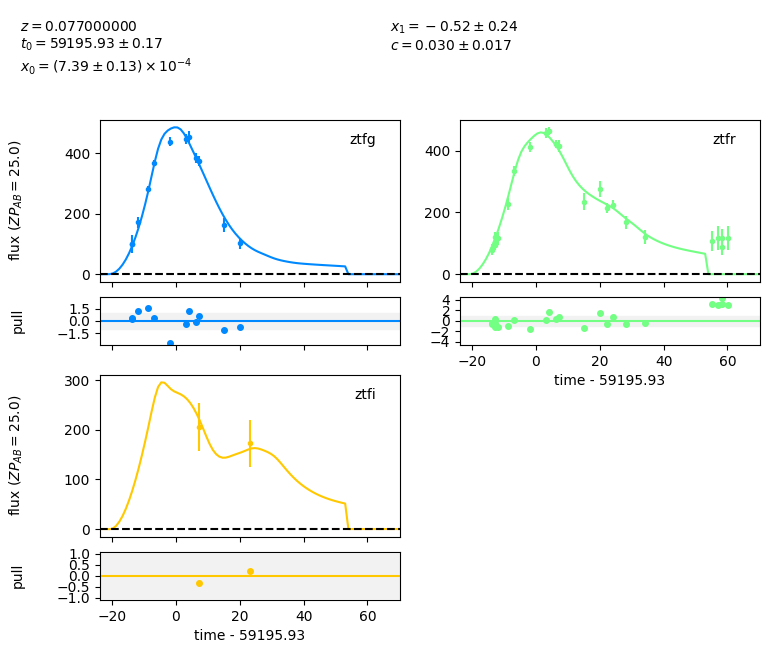 z = 0.077000000
t₀ = 59195.93 ± 0.17
x₀ = (7.39 ± 0.13) × 10⁻⁴
x₁ = −0.52 ± 0.24
c = 0.030 ± 0.017
flux (ZP_AB = 25.0)
400
200
0
ztfg
400
200
0
ztfr
pull
1.5
0.0
−1.5
4
2
0
−2
−4
−20 0 20 40 60
time - 59195.93
flux (ZP_AB = 25.0)
300
200
100
0
ztfi
pull
1.0
0.5
0.0
−0.5
−1.0
−20 0 20 40 60
time - 59195.93